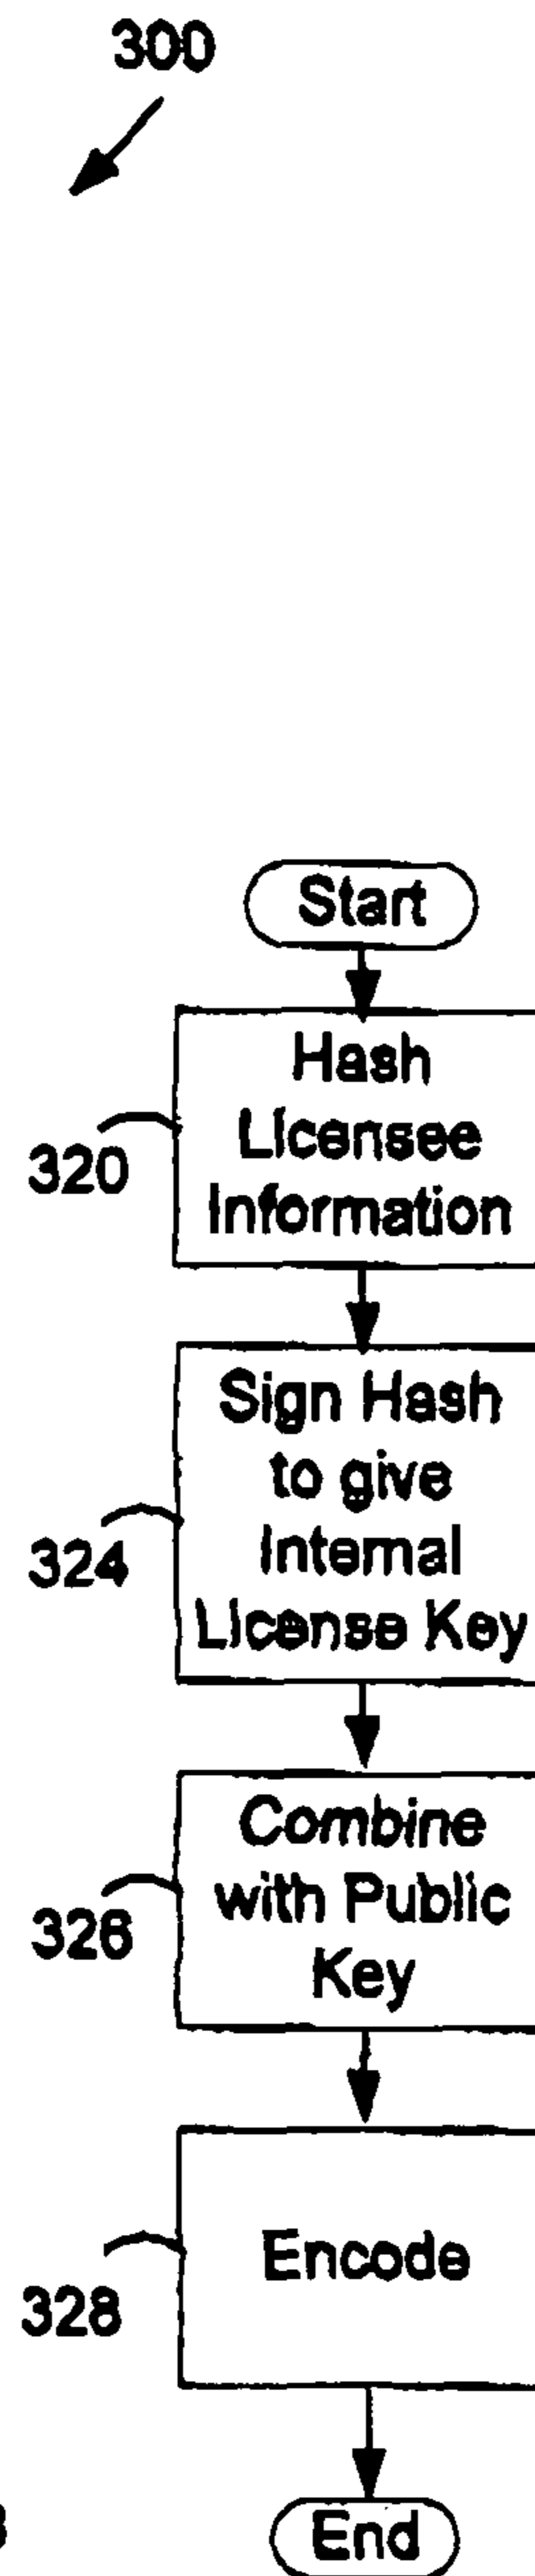 300
Start
Hash
Licensee
Information
320
Sign Hash
to give
Internal
License Key
324
Combine
with Public
Key
326
Encode
328
End